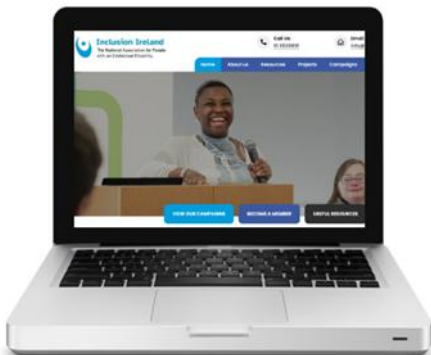 Inclusion Ireland
The National Association for People
with an Intellectual Disability
Call Us
Email
Home About us Resources Projects Campaigns
VIEW OUR CAMPAIGNS BECOME A MEMBER USEFUL RESOURCES